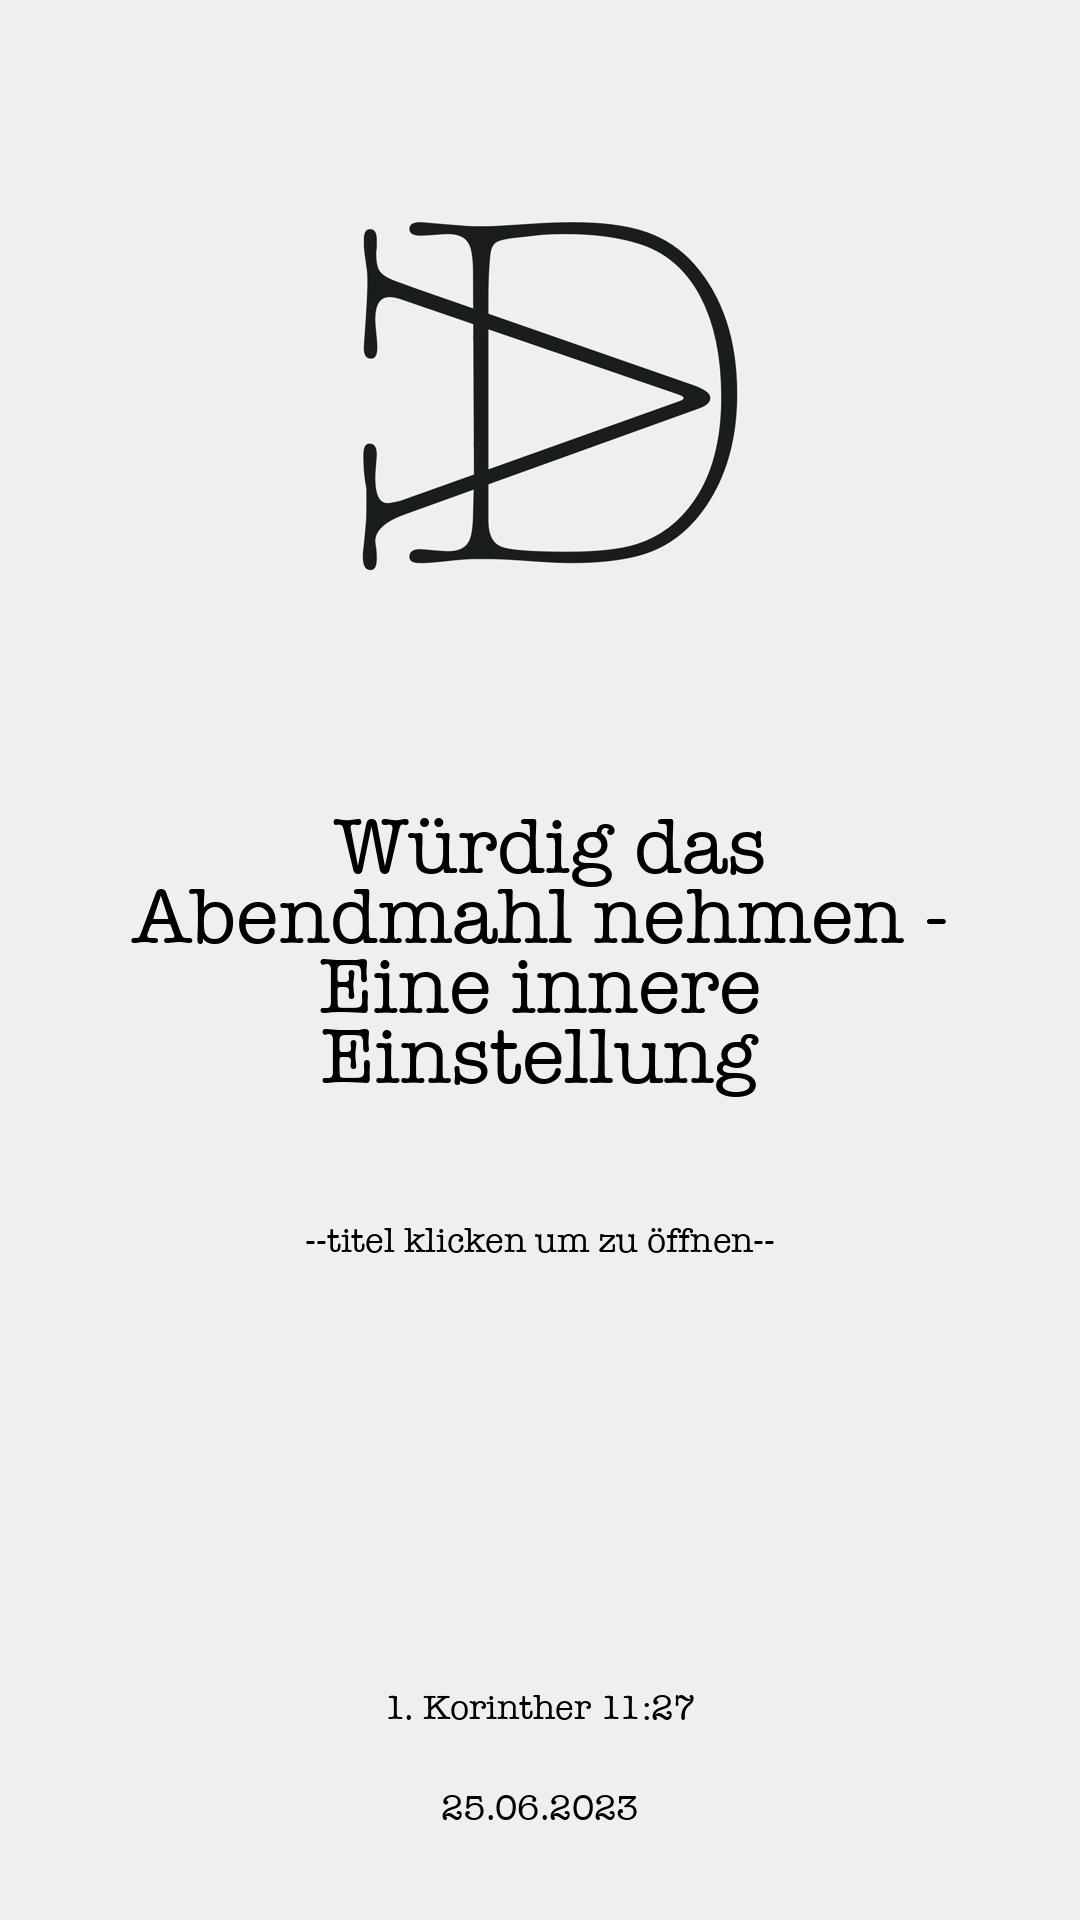 Würdig das
Abendmahl nehmen -
Eine innere
Einstellung
--titel klicken um zu öffnen--
1. Korinther 11:27
25.06.2023